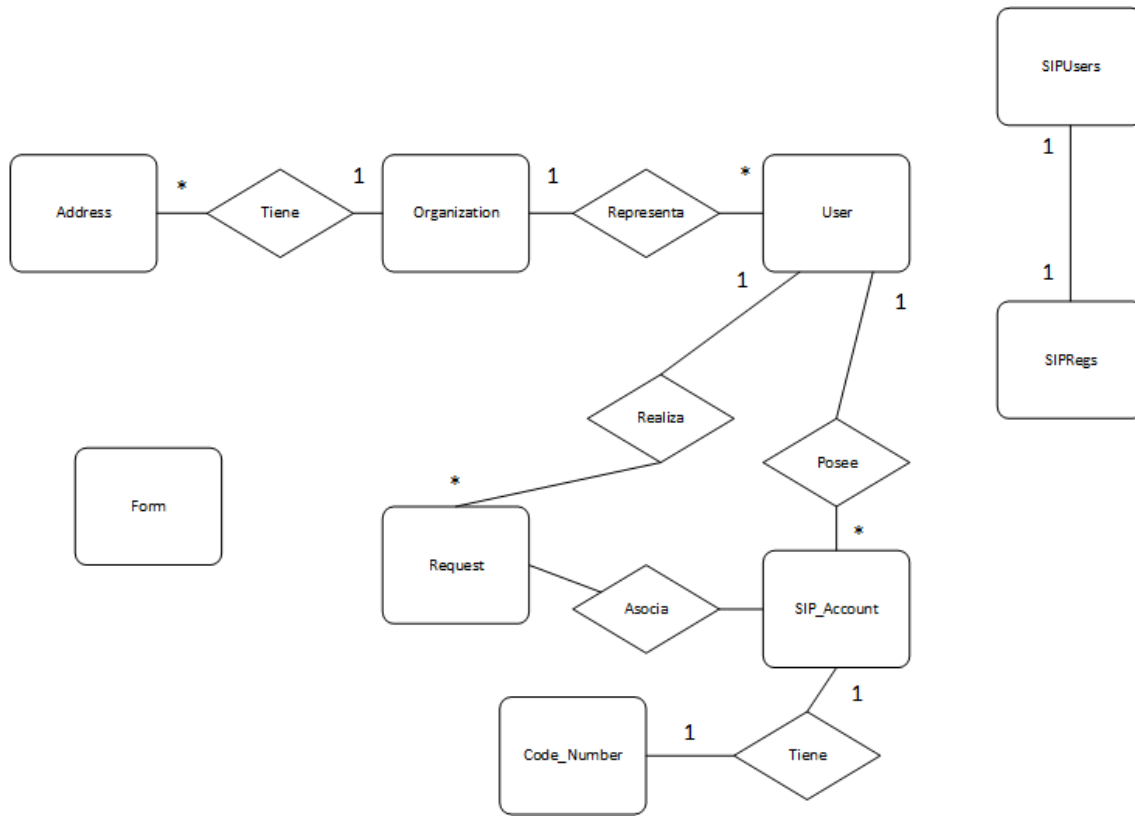 SIPUsers
1
1
SIPRegs
Address
*
Tiene
1
Organization
1
Representa
*
User
1
1
Realiza
Posee
*
*
Form
Request
Asocia
SIP_Account
1
Code_Number
1
Tiene